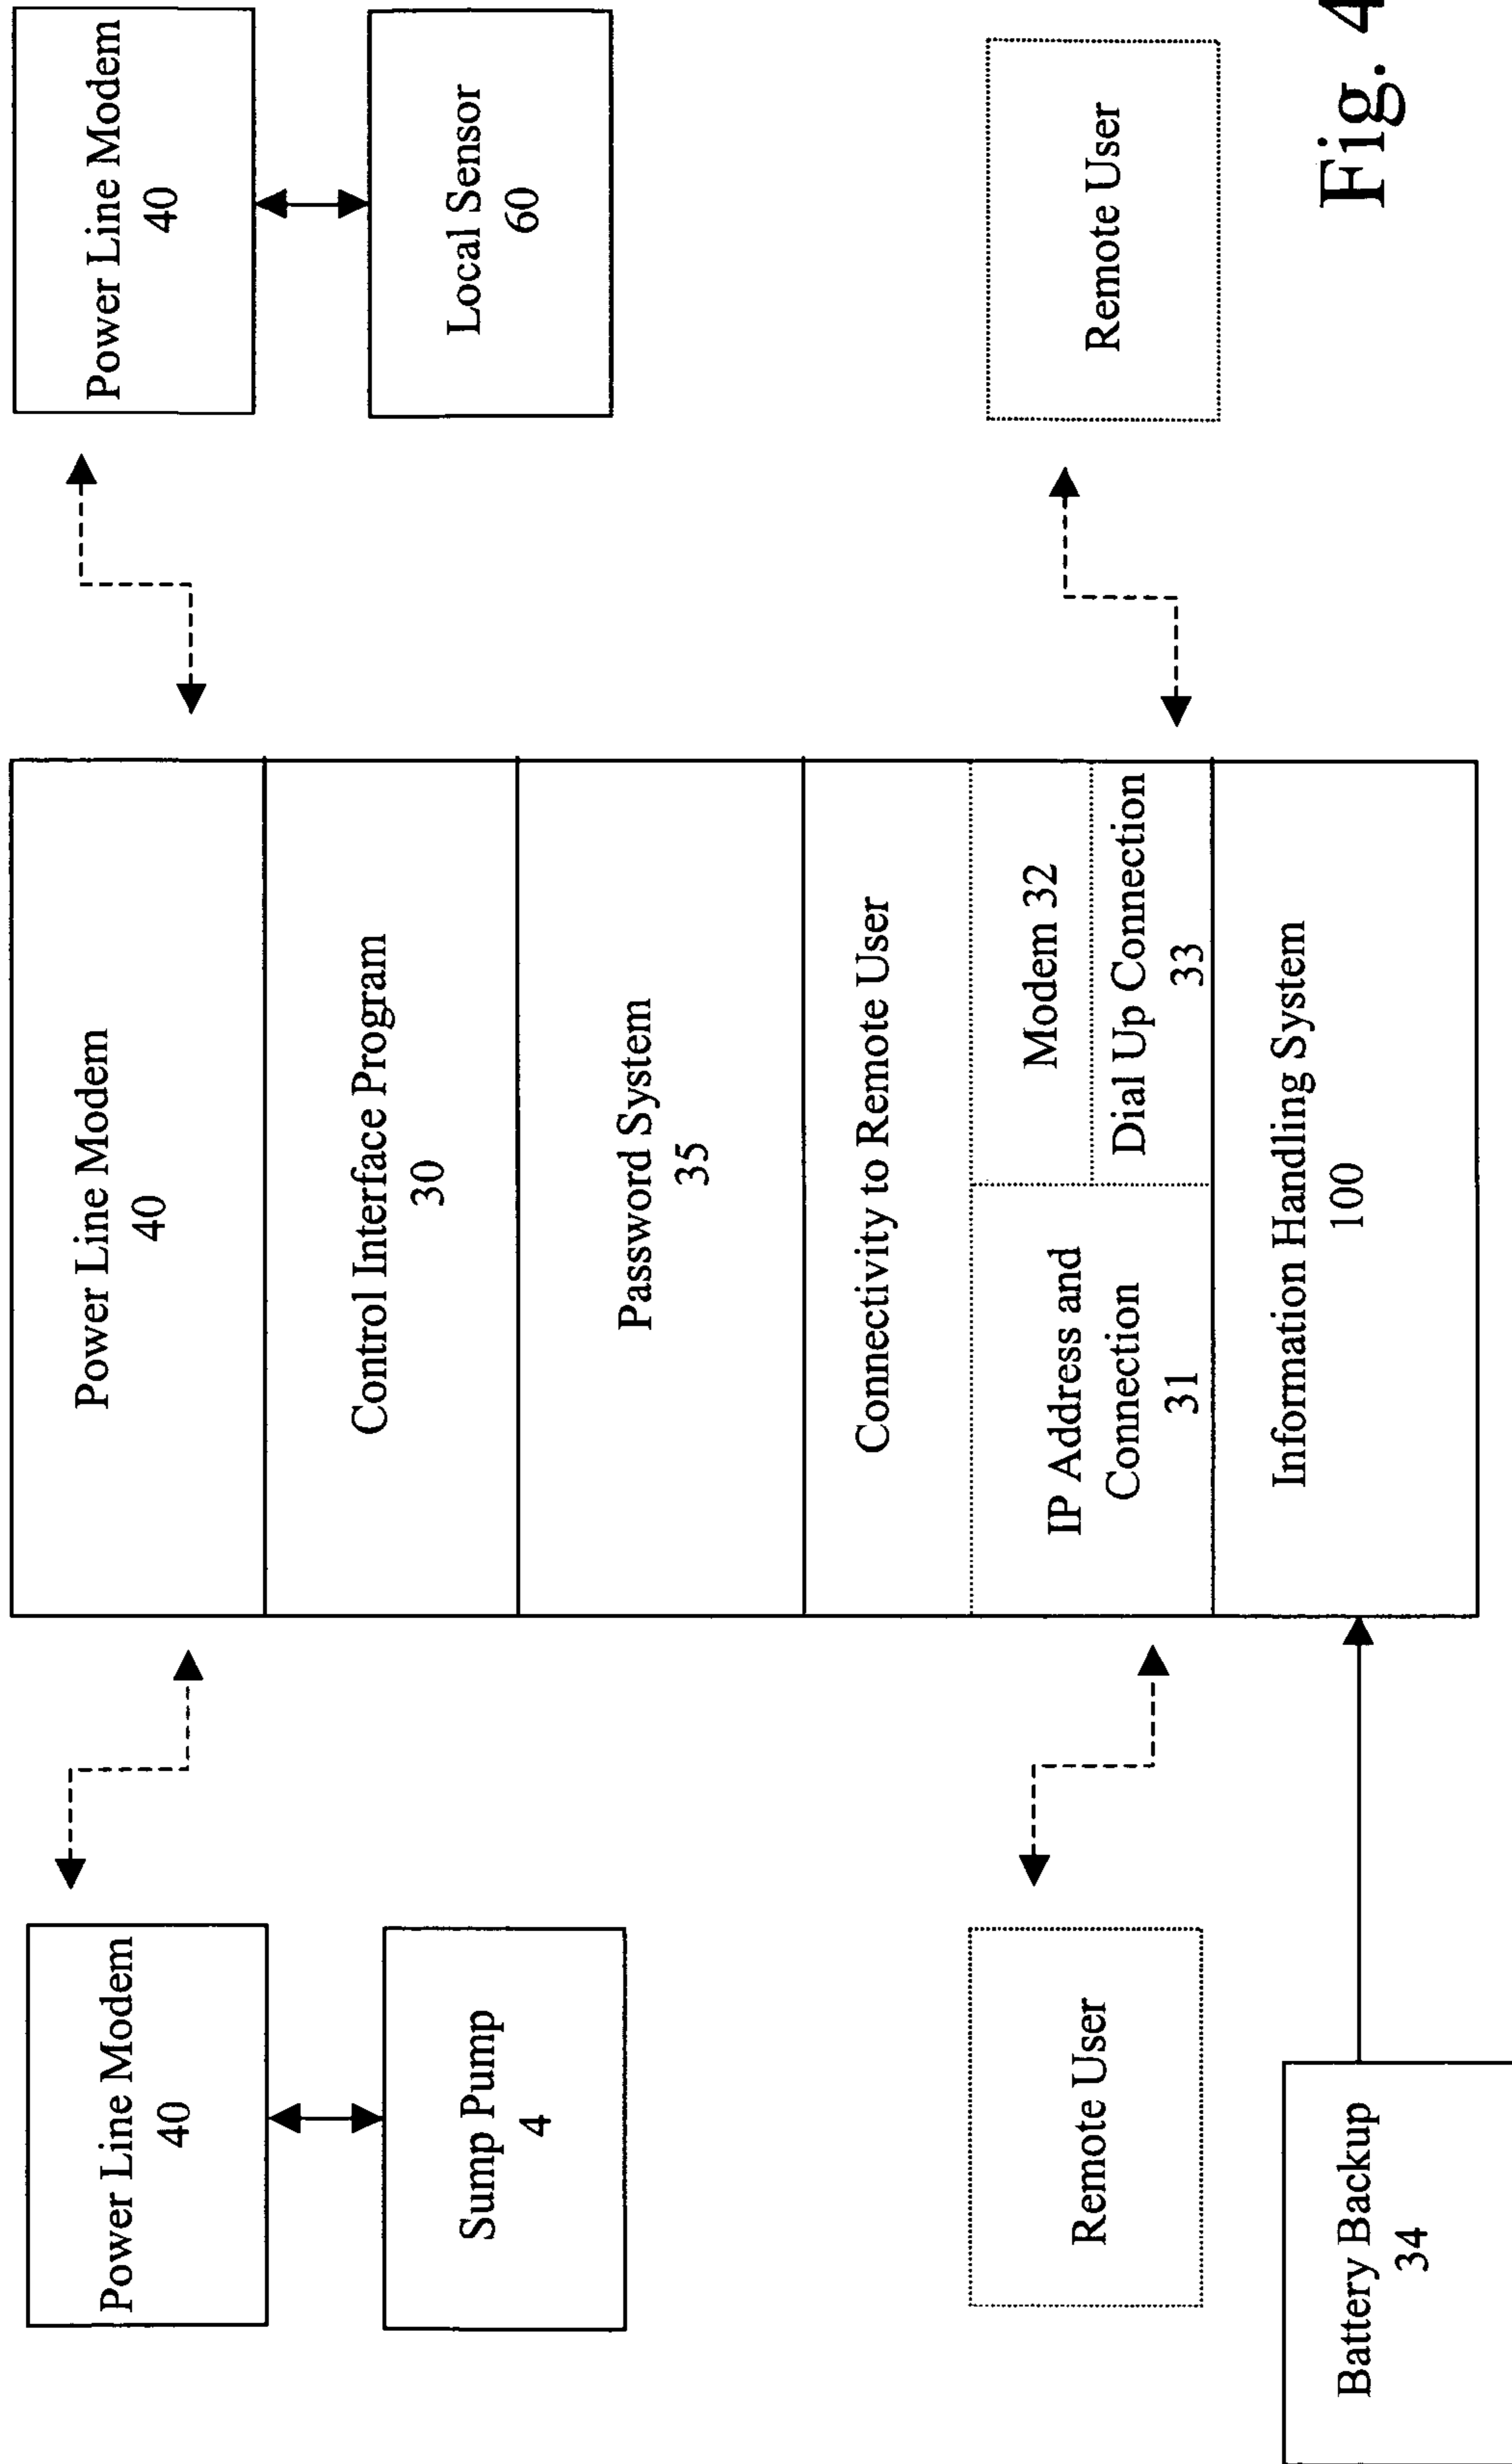 Power Line Modem
40
Sump Pump
4
Remote User
Battery Backup
34
Power Line Modem
40
Control Interface Program
30
Password System
35
Connectivity to Remote User
IP Address and
Connection
31
Modem 32
Dial Up Connection
33
Information Handling System
100
Power Line Modem
40
Local Sensor
60
Remote User
Fig. 4